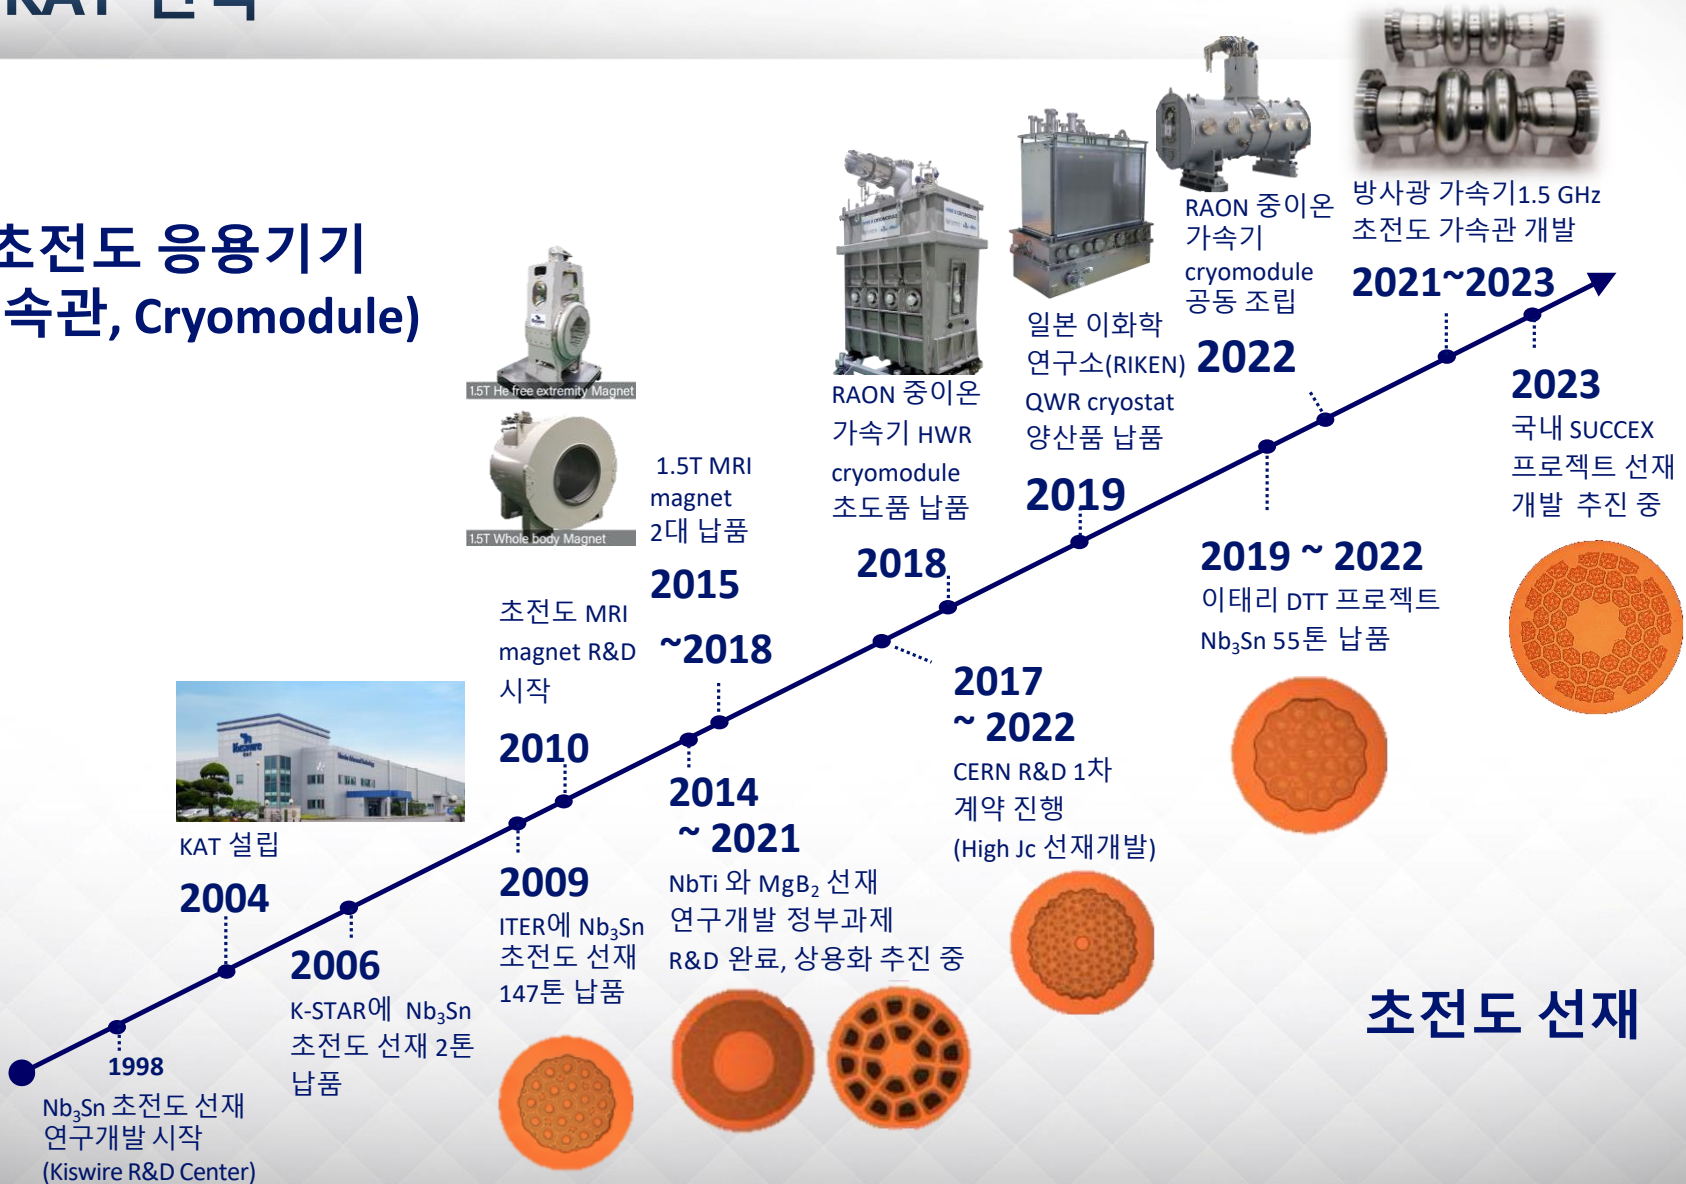 KAT 연혁
초전도 응용기기
속관, Cryomodule)
1.5T He free extremity Magnet
1.5T Whole body Magnet
1.5T MRI
magnet
2대 납품
2015
~2018
초전도 MRI
magnet R&D
시작
2010
KAT 설립
2004
RAON 중이온
가속기 HWR
cryomodule
초도품 납품
2018
일본 이화학
연구소(RIKEN)
QWR cryostat
양산품 납품
2019
RAON 중이온
가속기
cryomodule
공동 조립
2022
방사광 가속기1.5 GHz
초전도 가속관 개발
2021~2023
1998
Nb₃Sn 초전도 선재
연구개발 시작
(Kiswire R&D Center)
2006
K-STAR에 Nb₃Sn
초전도 선재 2톤
납품
2009
ITER에 Nb₃Sn
초전도 선재
147톤 납품
2014
~ 2021
NbTi 와 MgB₂ 선재
연구개발 정부과제
R&D 완료, 상용화 추진 중
2017
~ 2022
CERN R&D 1차
계약 진행
(High Jc 선재개발)
2019 ~ 2022
이태리 DTT 프로젝트
Nb₃Sn 55톤 납품
2023
국내 SUCCEX
프로젝트 선재
개발 추진 중
초전도 선재
Kiswire